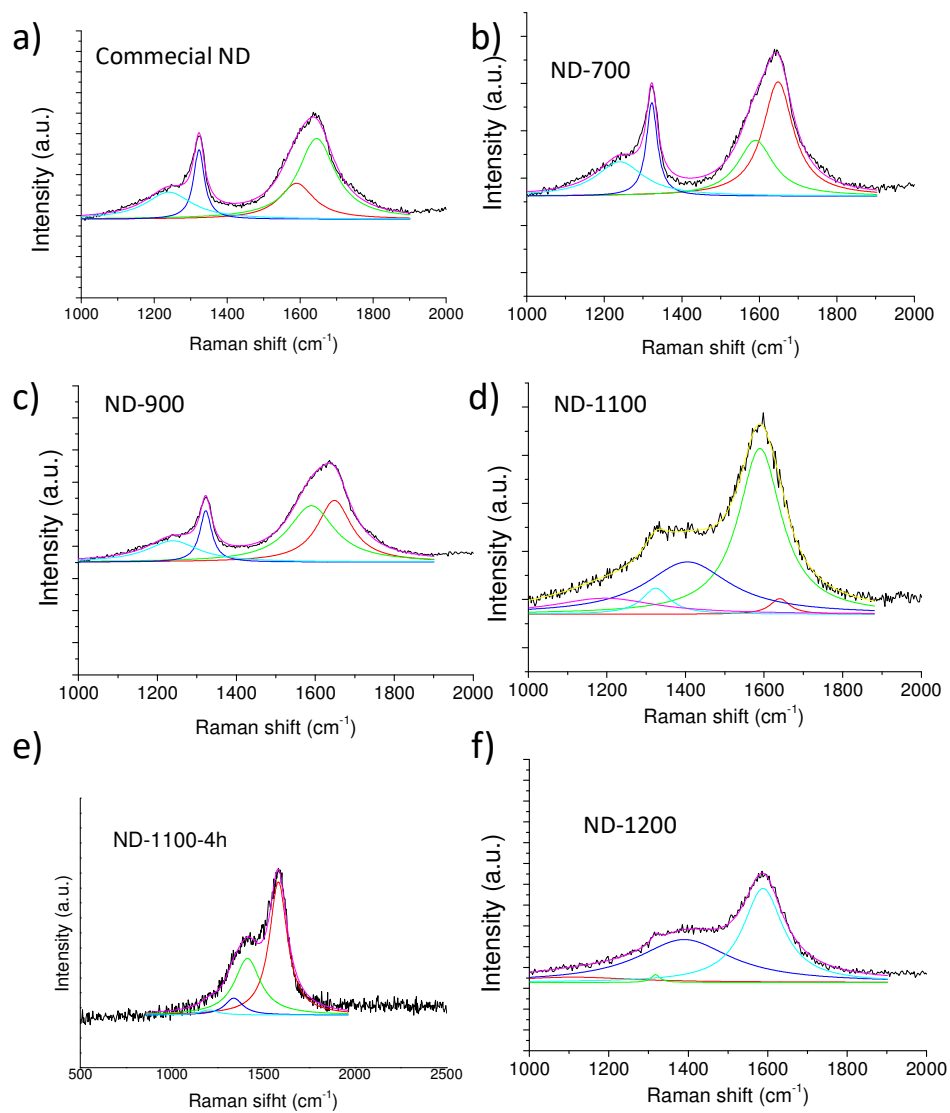 a)
Commecial ND
Intensity (a.u.)
1000 1200 1400 1600 1800 2000
Raman shift (cm⁻¹)
b)
ND-700
Intensity (a.u.)
1000 1200 1400 1600 1800 2000
Raman shift (cm⁻¹)
c)
ND-900
Intensity (a.u.)
1000 1200 1400 1600 1800 2000
Raman shift (cm⁻¹)
d)
ND-1100
Intensity (a.u.)
1000 1200 1400 1600 1800 2000
Raman shift (cm⁻¹)
e)
ND-1100-4h
Intensity (a.u.)
500 1000 1500 2000 2500
Raman sifht (cm⁻¹)
f)
ND-1200
Intensity (a.u.)
1000 1200 1400 1600 1800 2000
Raman shift (cm⁻¹)